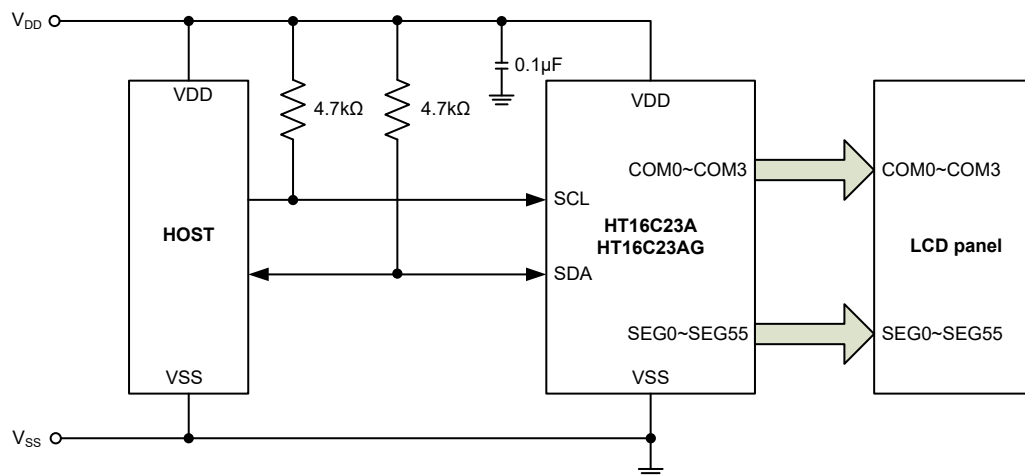 VDD
VDD
4.7kΩ
4.7kΩ
0.1μF
VDD
COM0~COM3
COM0~COM3
SCL
HOST
HT16C23A
HT16C23AG
LCD panel
SDA
SEG0~SEG55
SEG0~SEG55
VSS
VSS
VSS